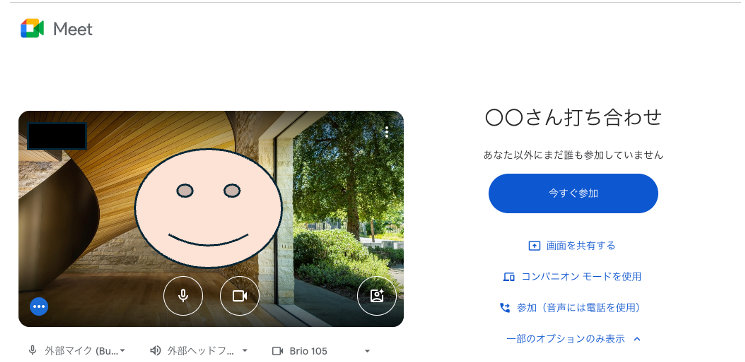 Meet
〇〇さん打ち合わせ
あなた以外にまだ誰も参加していません
今すぐ参加
画面を共有する
コンパニオン モードを使用
参加（音声には電話を使用）
一部のオプションのみ表示
外部マイク (Bu...
外部ヘッドフ...
Brio 105